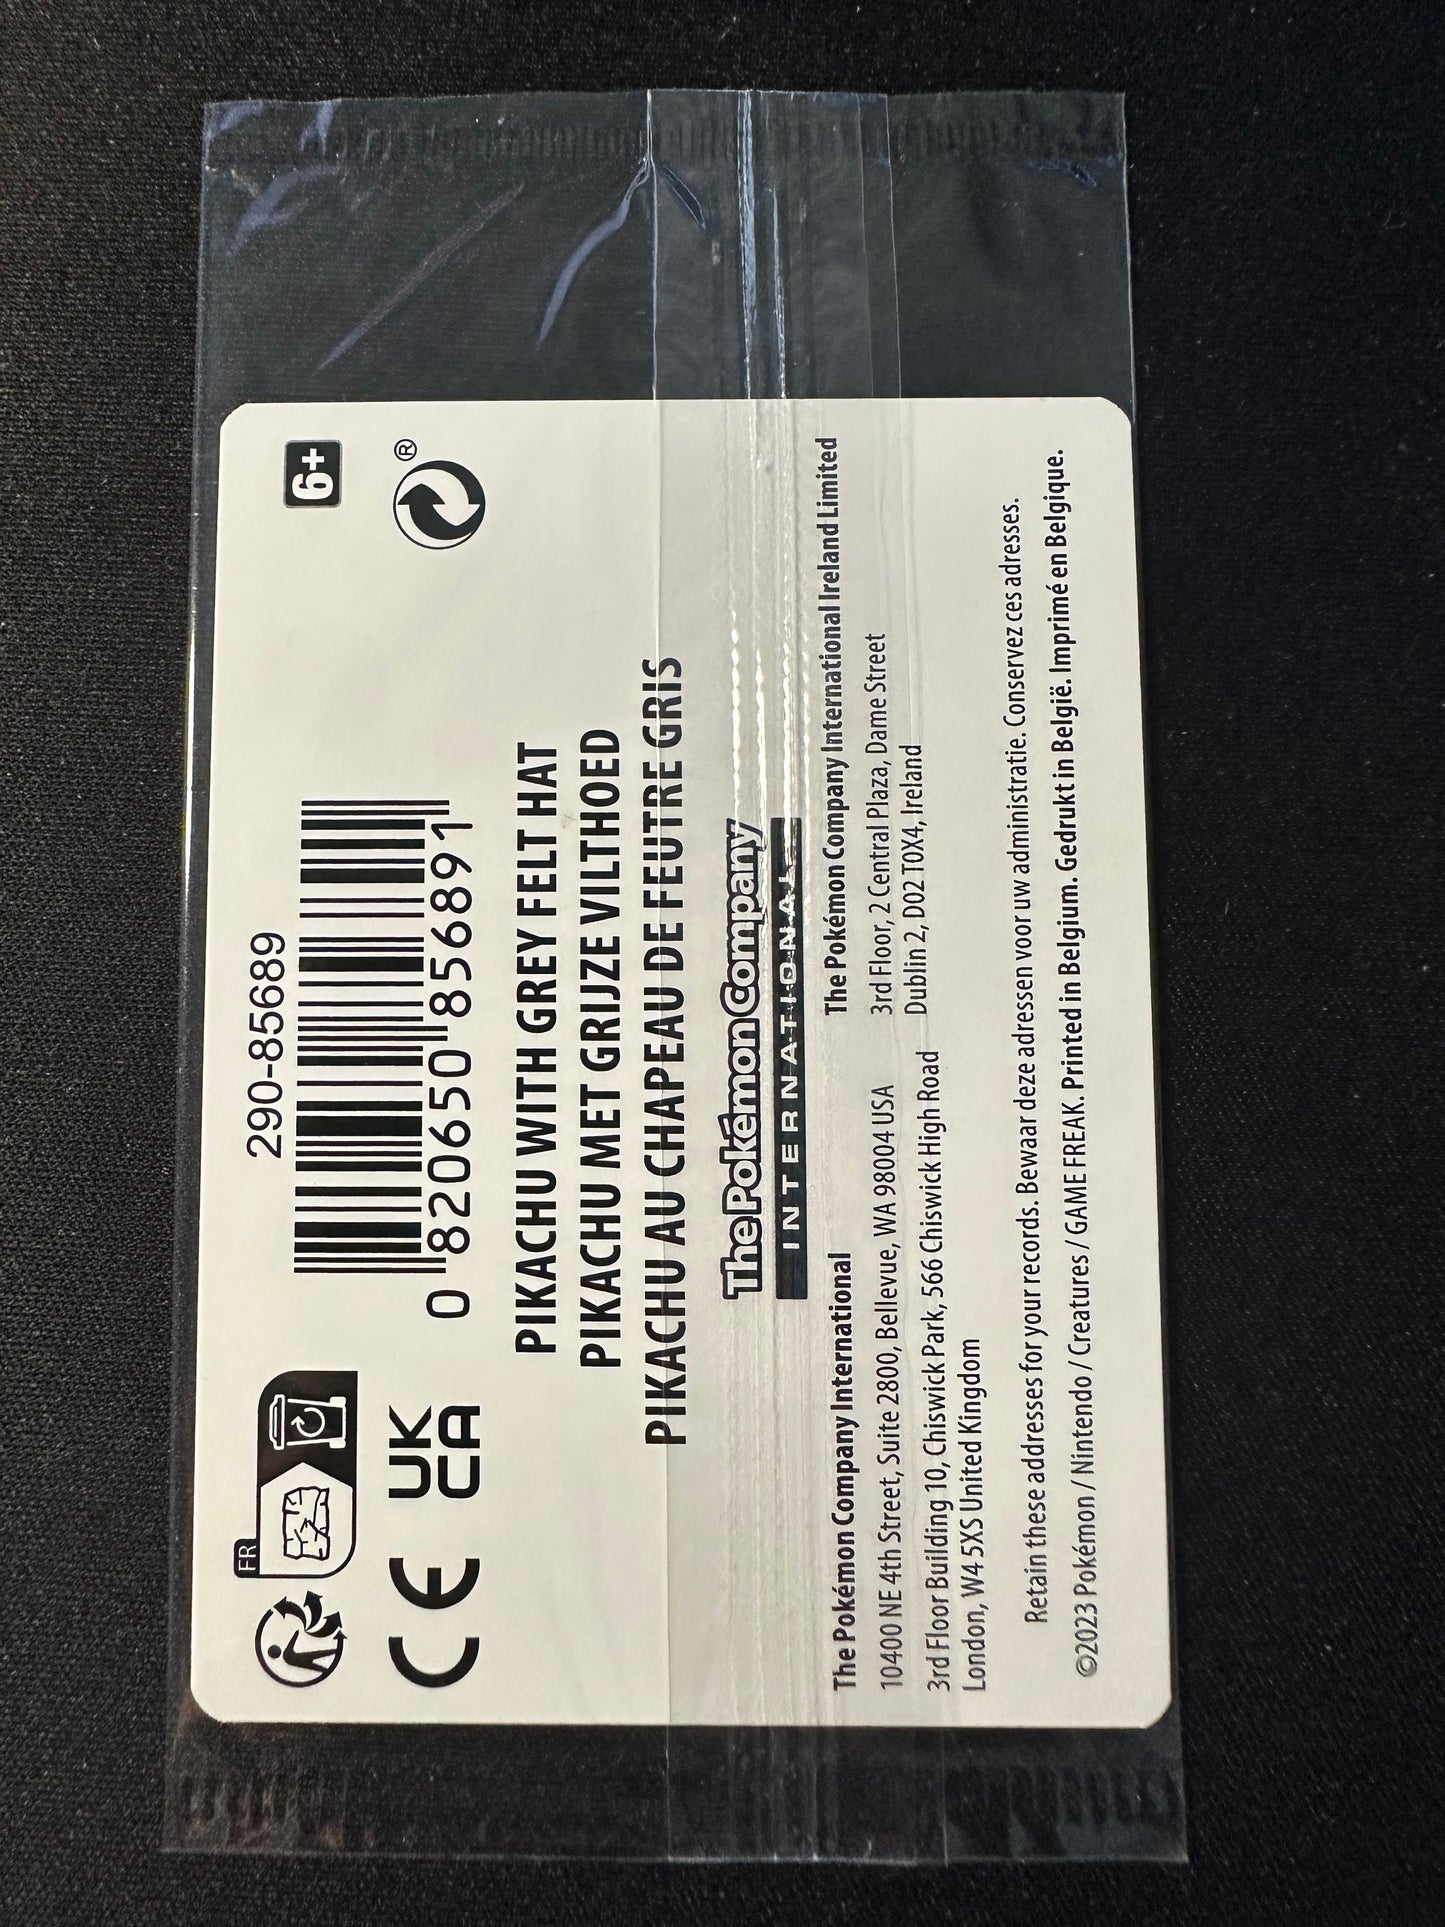 290-85689
0 820650 856891
6+
®
FR
CE
UK
CA
PIKACHU WITH GREY FELT HAT
PIKACHU MET GRIJZE VILTHOED
PIKACHU AU CHAPEAU DE FEUTRE GRIS
The Pokémon Company
INTERNATIONAL
The Pokémon Company International
10400 NE 4th Street, Suite 2800, Bellevue, WA 98004 USA
3rd Floor Building 10, Chiswick Park, 566 Chiswick High Road
London, W4 5XS United Kingdom
The Pokémon Company International Ireland Limited
3rd Floor, 2 Central Plaza, Dame Street
Dublin 2, D02 T0X4, Ireland
Retain these addresses for your records. Bewaar deze adressen voor uw administratie. Conservez ces adresses.
©2023 Pokémon / Nintendo / Creatures / GAME FREAK. Printed in Belgium. Gedrukt in België. Imprimé en Belgique.